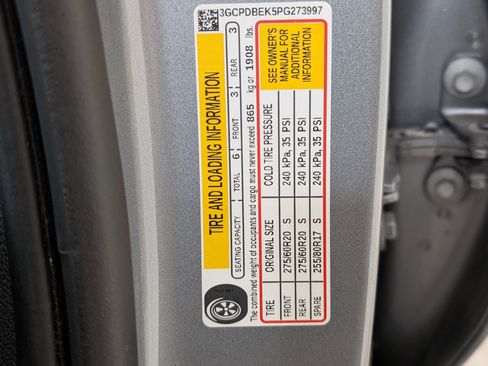 3GCPDBEK5PG273997
TIRE AND LOADING INFORMATION
SEATING CAPACITY TOTAL 6 FRONT 3 REAR 3
The combined weight of occupants and cargo must never exceed 865 kg or 1908 lbs.
TIRE ORIGINAL SIZE COLD TIRE PRESSURE
FRONT 275/60R20 S 240 kPa, 35 PSI
REAR 275/60R20 S 240 kPa, 35 PSI
SPARE 255/80R17 S 240 kPa, 35 PSI
SEE OWNER'S
MANUAL FOR
ADDITIONAL
INFORMATION